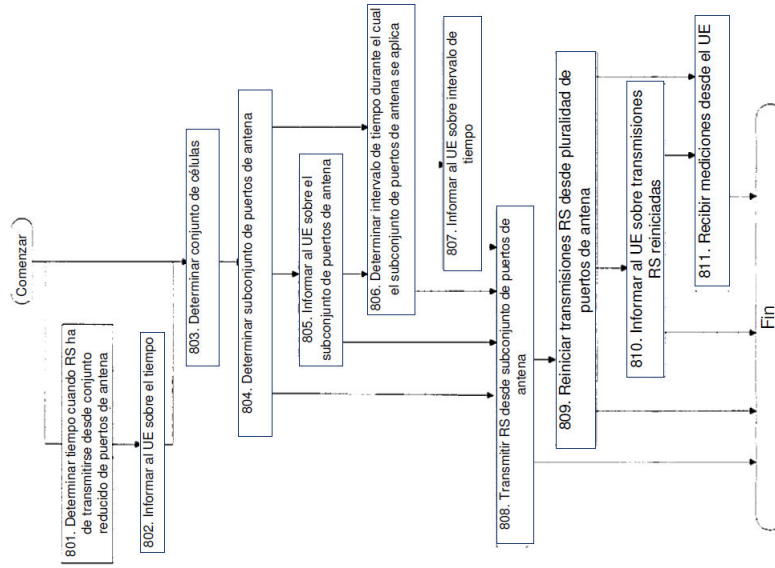 Comenzar
801. Determinar tiempo cuando RS ha
de transmitirse desde conjunto
reducido de puertos de antena
802. Informar al UE sobre el tiempo
803. Determinar conjunto de células
804. Determinar subconjunto de puertos de antena
805. Informar al UE sobre el
subconjunto de puertos de antena
806. Determinar intervalo de tiempo durante el cual
el subconjunto de puertos de antena se aplica
807. Informar al UE sobre intervalo de
tiempo
808. Transmitir RS desde subconjunto de puertos de
antena
809. Reiniciar transmisiones RS desde pluralidad de
puertos de antena
810. Informar al UE sobre transmisiones
RS reiniciadas
811. Recibir mediciones desde el UE
Fin